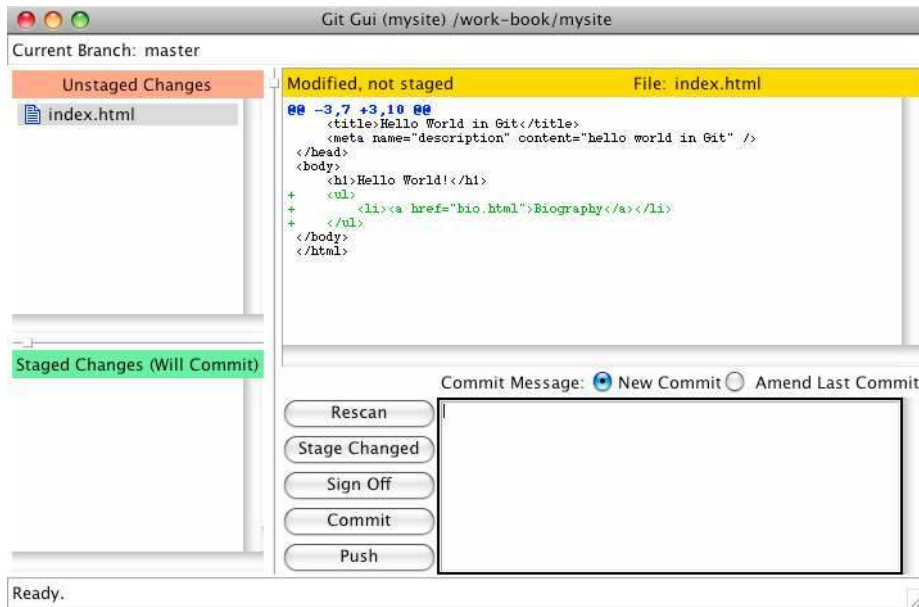 Git Gui (mysite) /work-book/mysite
Current Branch: master
Unstaged Changes
index.html
Modified, not staged File: index.html
@@ -3,7 +3,10 @@
<title>Hello World in Git</title>
<meta name="description" content="hello world in Git" />
</head>
<body>
<h1>Hello World!</h1>
+ <ul>
+ <li><a href="bio.html">Biography</a></li>
+ </ul>
</body>
</html>
Staged Changes (Will Commit)
Commit Message: New Commit Amend Last Commit
Rescan
Stage Changed
Sign Off
Commit
Push
Ready.